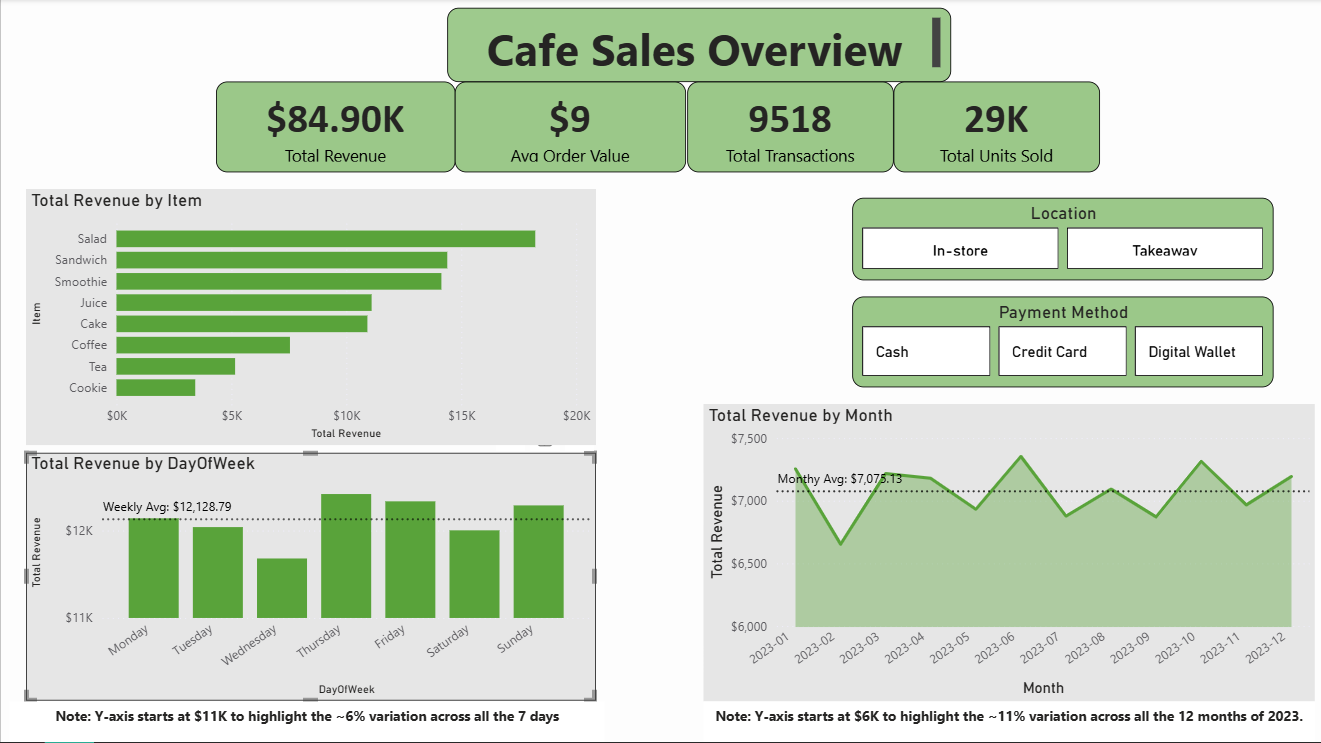 Cafe Sales Overview
$84.90K
Total Revenue
$9
Avg Order Value
9518
Total Transactions
29K
Total Units Sold
Total Revenue by Item
Item
Salad
Sandwich
Smoothie
Juice
Cake
Coffee
Tea
Cookie
$0K $5K $10K $15K $20K
Total Revenue
Location
In-store Takeaway
Payment Method
Cash Credit Card Digital Wallet
Total Revenue by DayOfWeek
Total Revenue
Weekly Avg: $12,128.79
$12K
$11K
Monday Tuesday Wednesday Thursday Friday Saturday Sunday
DayOfWeek
Note: Y-axis starts at $11K to highlight the ~6% variation across all the 7 days
Total Revenue by Month
Total Revenue
$7,500
Monthy Avg: $7,075.13
$7,000
$6,500
$6,000
2023-01 2023-02 2023-03 2023-04 2023-05 2023-06 2023-07 2023-08 2023-09 2023-10 2023-11 2023-12
Month
Note: Y-axis starts at $6K to highlight the ~11% variation across all the 12 months of 2023.